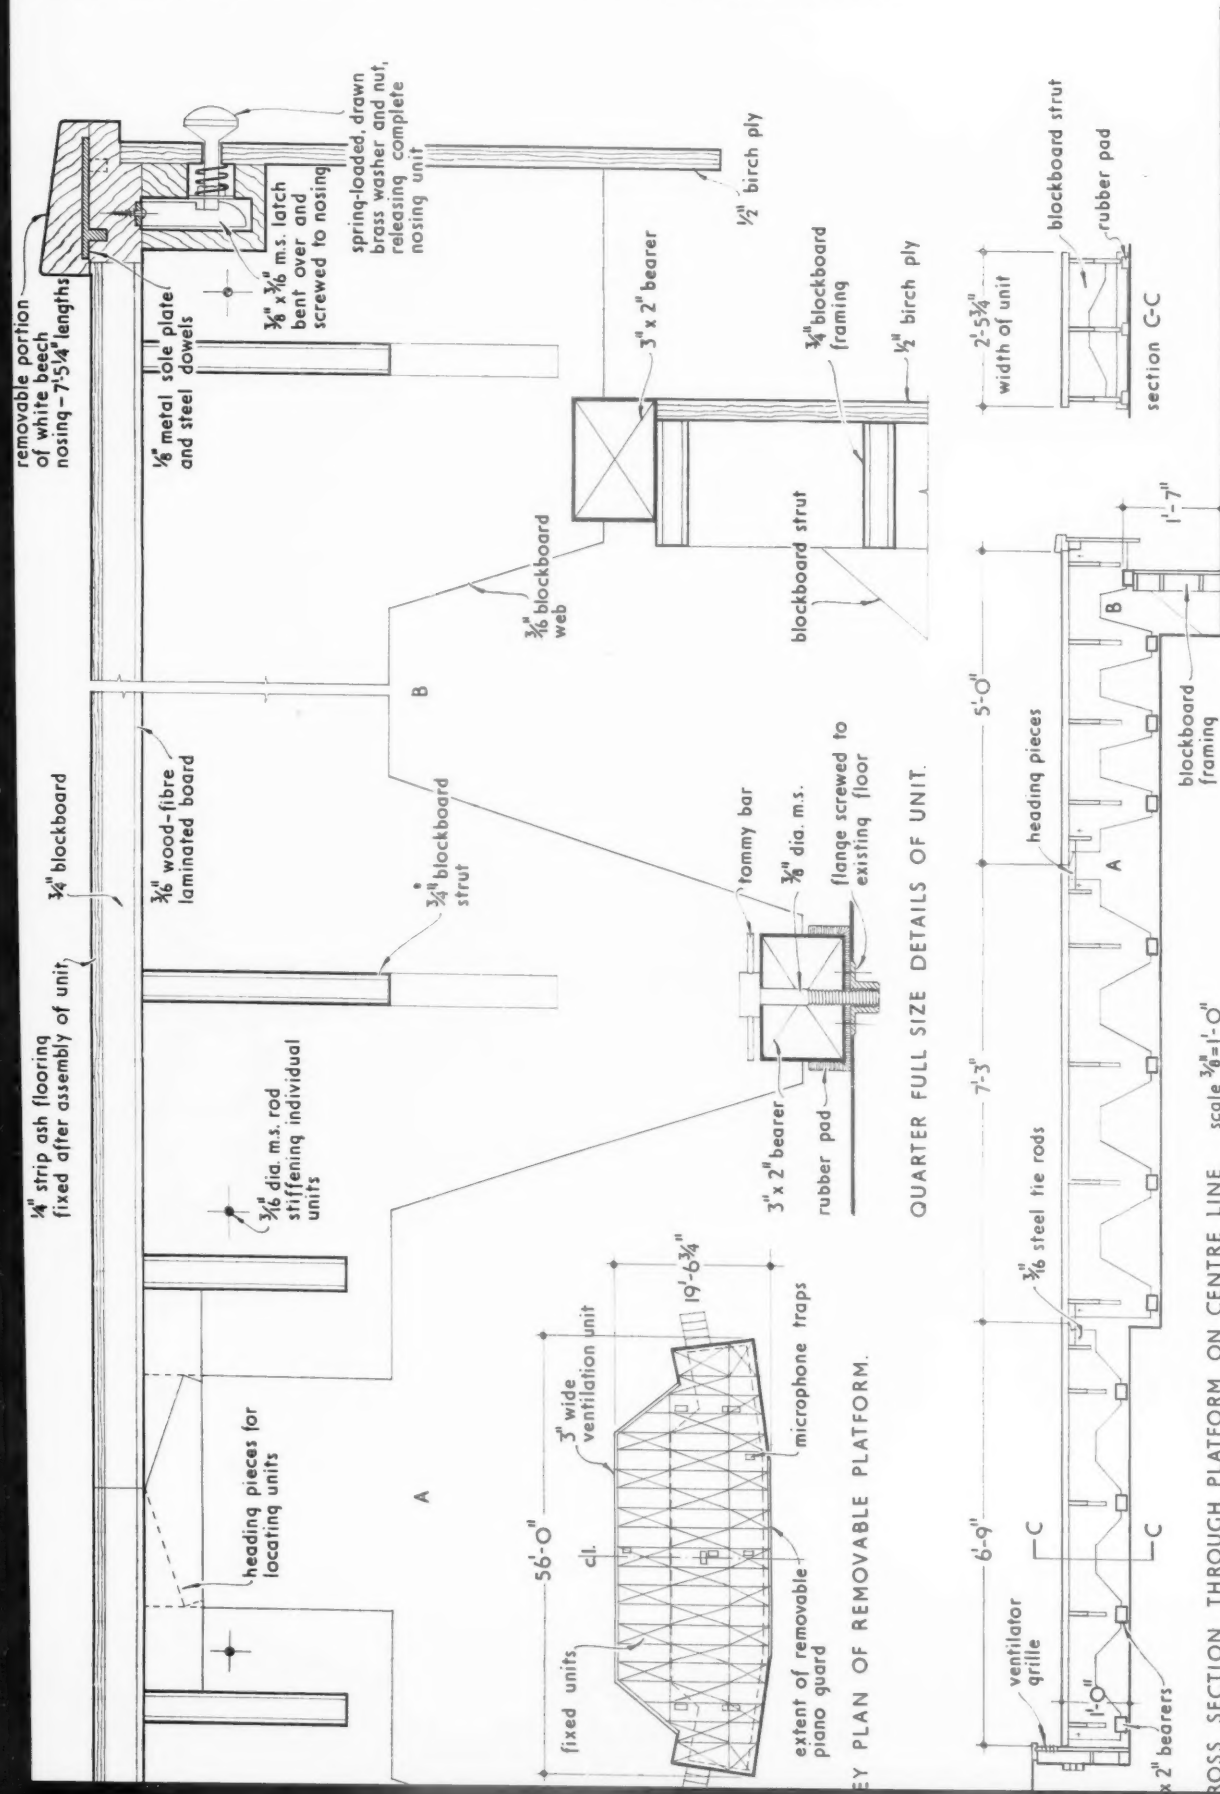 removable portion
of white beech
nosing-7'·5¼" lengths
⅛" metal sole plate
and steel dowels
⅜" x 3/16" m.s. latch
bent over and
screwed to nosing
spring-loaded, drawn
brass washer and nut,
releasing complete
nosing unit
½" birch ply
¼" strip ash flooring
fixed after assembly of unit
¾" blockboard
3/16" wood-fibre
laminated board
¾" blockboard
strut
3/16" dia. m.s. rod
stiffening individual
units
heading pieces for
locating units
A
B
3/16" blockboard
web
3" x 2" bearer
¾" blockboard
framing
½" birch ply
blockboard strut
tommy bar
⅜" dia. m.s.
flange screwed to
existing floor
3" x 2" bearer
rubber pad
QUARTER FULL SIZE DETAILS OF UNIT.
56'-0"
c.l.
3" wide
ventilation unit
19'-6¾"
fixed units
microphone traps
extent of removable
piano guard
EY PLAN OF REMOVABLE PLATFORM.
2'-5¾"
width of unit
blockboard strut
rubber pad
section C-C
6'-9"
7'-3"
5'-0"
1'-7"
ventilator
grille
C
C
1'-0"
3/16" steel tie rods
heading pieces
A
B
blockboard
framing
x 2" bearers
ROSS SECTION THROUGH PLATFORM ON CENTRE LINE scale ⅜"=1'-0"